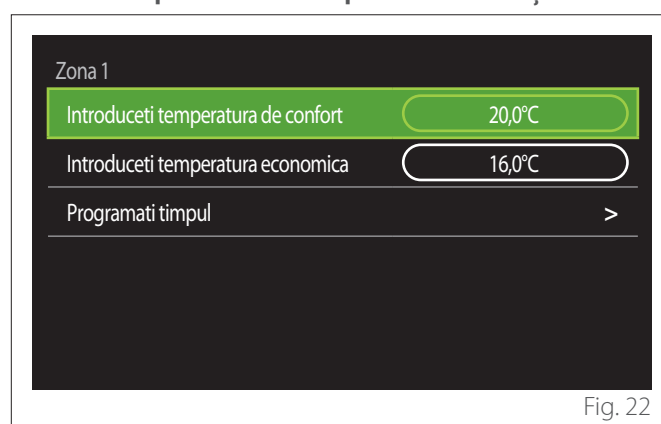 Zona 1
Introduceti temperatura de confort 20,0°C
Introduceti temperatura economica 16,0°C
Programati timpul >
Fig. 22